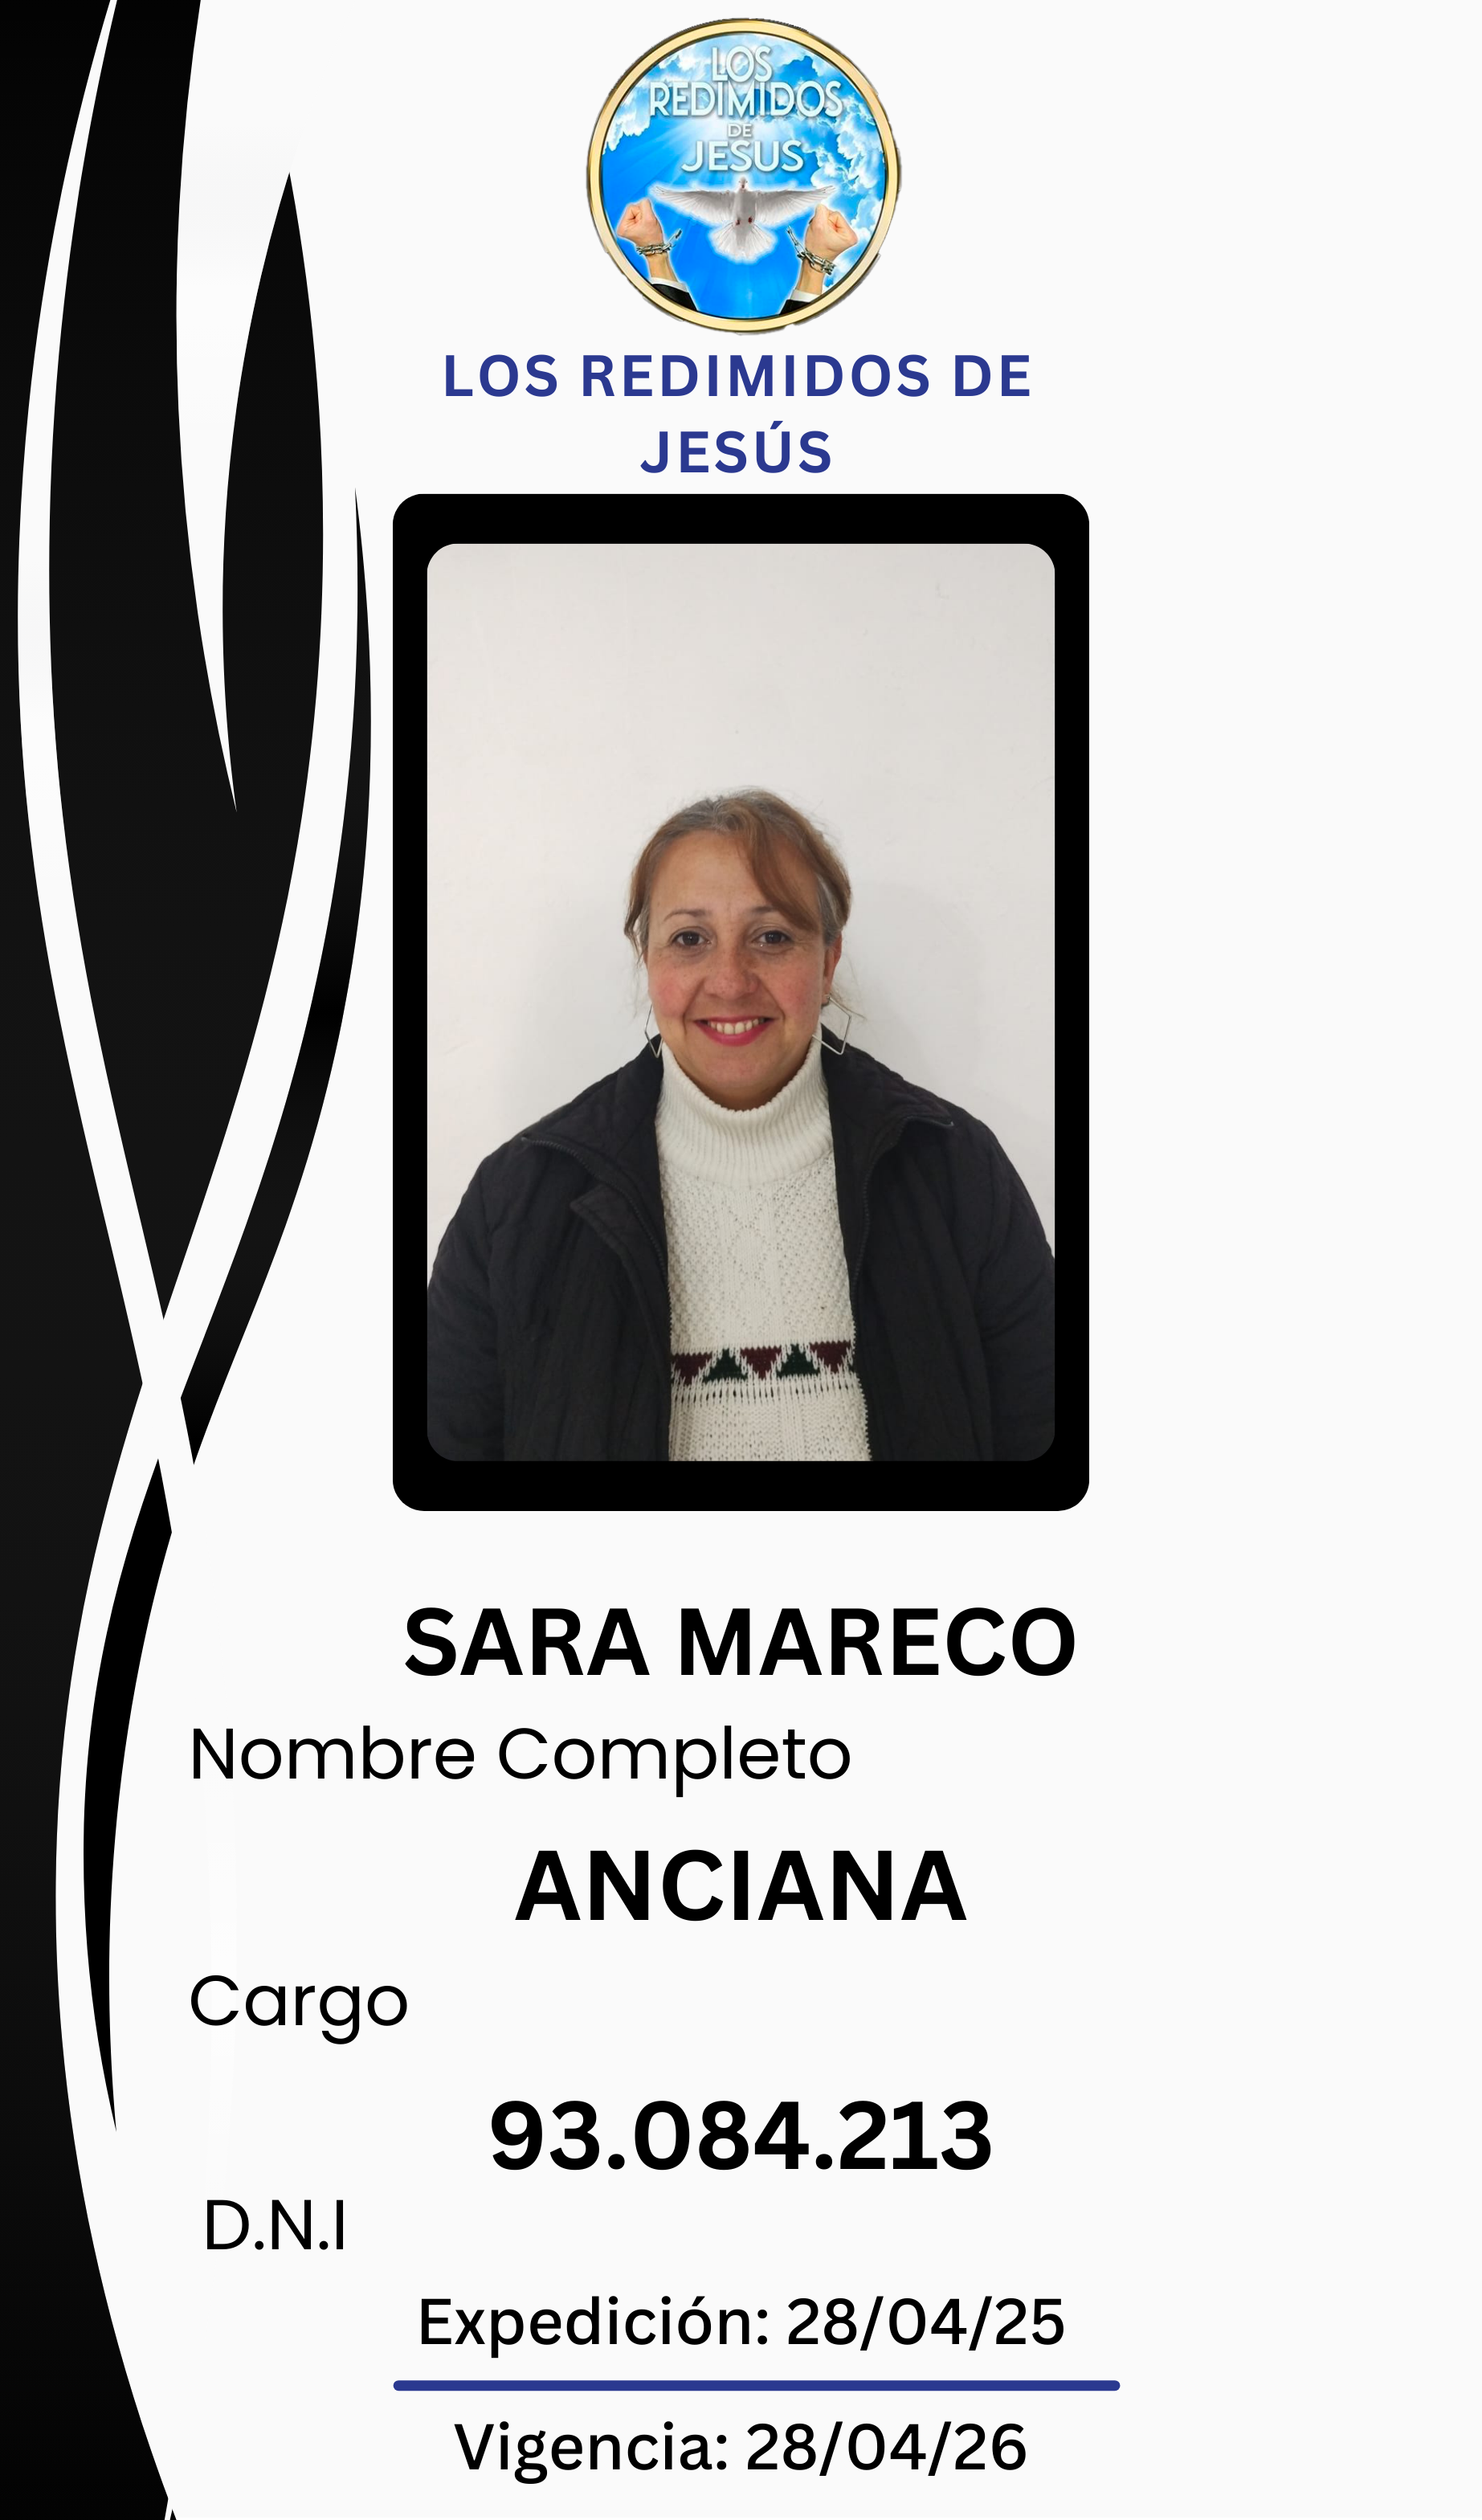 LOS
REDIMIDOS
DE
JESUS
LOS REDIMIDOS DE
JESÚS
SARA MARECO
Nombre Completo
ANCIANA
Cargo
93.084.213
D.N.I
Expedición: 28/04/25
Vigencia: 28/04/26